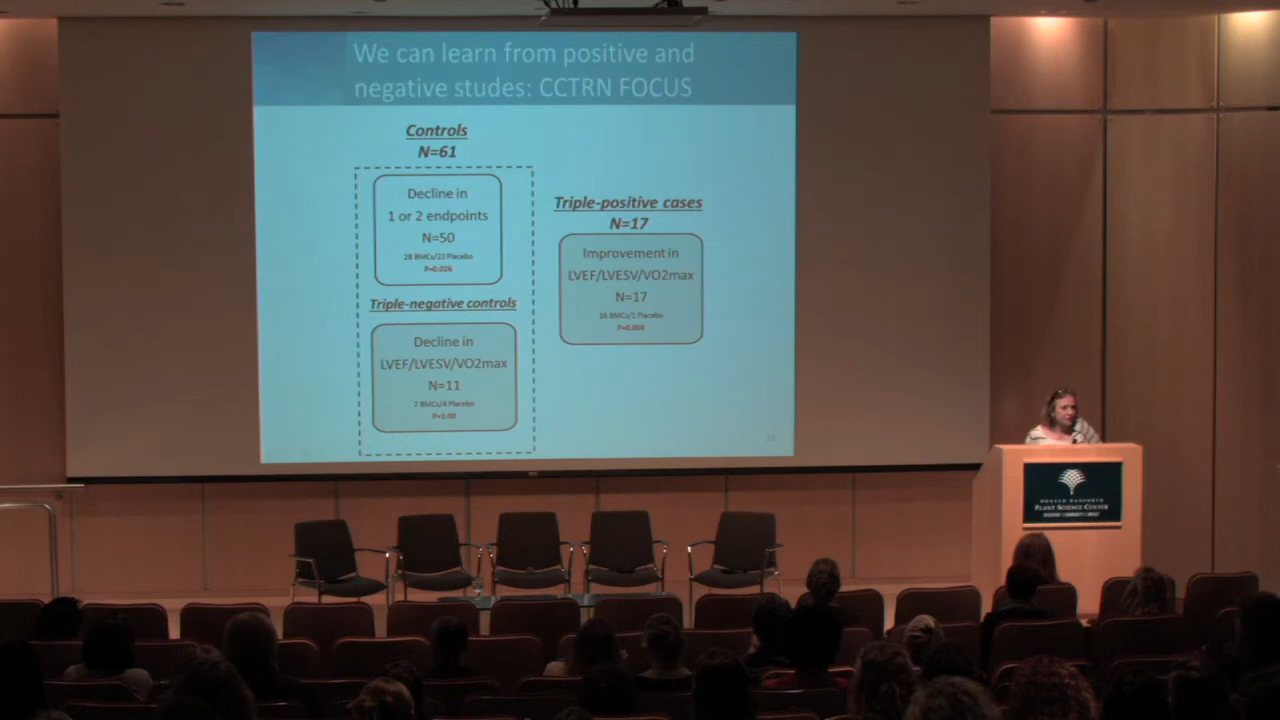 We can learn from positive and
negative studes: CCTRN FOCUS
Controls
N=61
Decline in
1 or 2 endpoints
N=50
28 BMCs/22 Placebo
P=0.026
Triple-negative controls
Decline in
LVEF/LVESV/VO2max
N=11
7 BMCs/4 Placebo
P=1.00
Triple-positive cases
N=17
Improvement in
LVEF/LVESV/VO2max
N=17
16 BMCs/1 Placebo
P=0.004
DONALD DANFORTH
PLANT SCIENCE CENTER